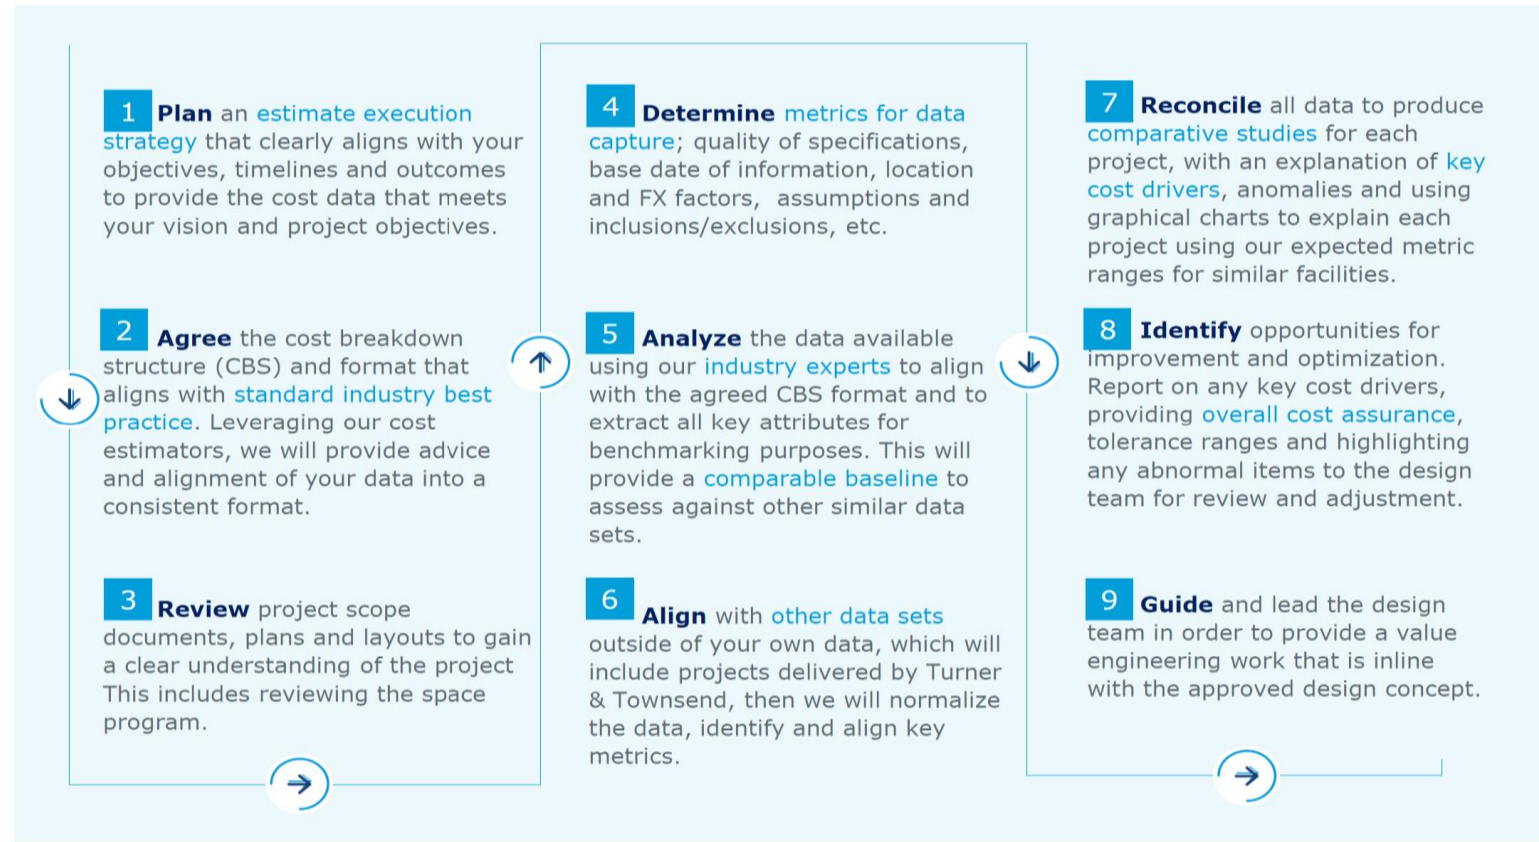 1 Plan an estimate execution
strategy that clearly aligns with your
objectives, timelines and outcomes
to provide the cost data that meets
your vision and project objectives.
2 Agree the cost breakdown
structure (CBS) and format that
aligns with standard industry best
practice. Leveraging our cost
estimators, we will provide advice
and alignment of your data into a
consistent format.
3 Review project scope
documents, plans and layouts to gain
a clear understanding of the project
This includes reviewing the space
program.
4 Determine metrics for data
capture; quality of specifications,
base date of information, location
and FX factors, assumptions and
inclusions/exclusions, etc.
5 Analyze the data available
using our industry experts to align
with the agreed CBS format and to
extract all key attributes for
benchmarking purposes. This will
provide a comparable baseline to
assess against other similar data
sets.
6 Align with other data sets
outside of your own data, which will
include projects delivered by Turner
& Townsend, then we will normalize
the data, identify and align key
metrics.
7 Reconcile all data to produce
comparative studies for each
project, with an explanation of key
cost drivers, anomalies and using
graphical charts to explain each
project using our expected metric
ranges for similar facilities.
8 Identify opportunities for
improvement and optimization.
Report on any key cost drivers,
providing overall cost assurance,
tolerance ranges and highlighting
any abnormal items to the design
team for review and adjustment.
9 Guide and lead the design
team in order to provide a value
engineering work that is inline
with the approved design concept.